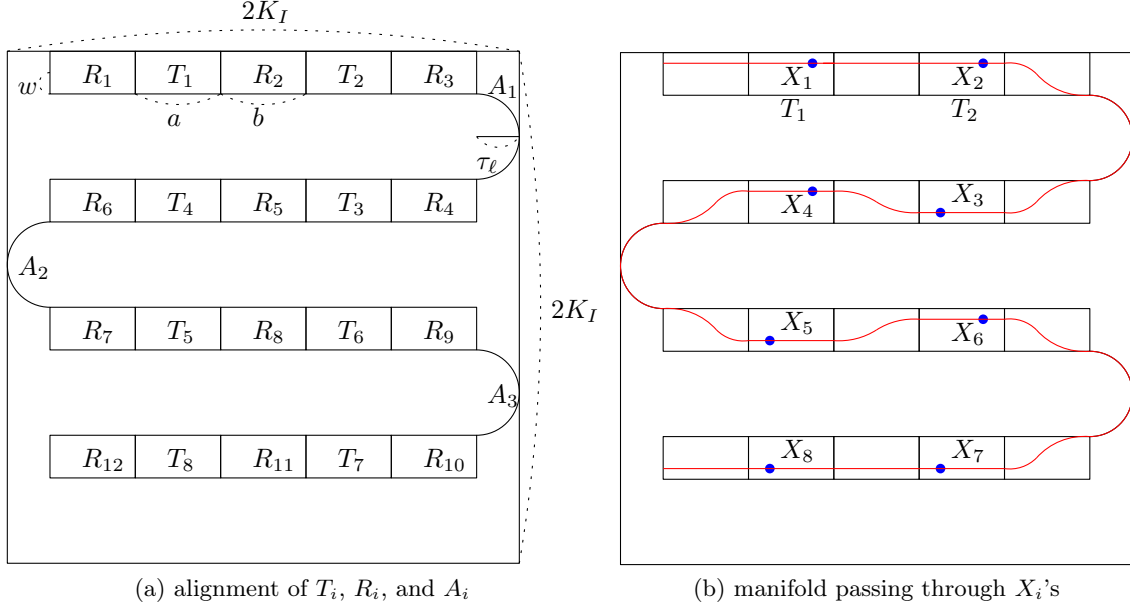 2K_I
w R_1 T_1 R_2 T_2 R_3 A_1
a b
τ_ℓ
R_6 T_4 R_5 T_3 R_4
A_2
2K_I
R_7 T_5 R_8 T_6 R_9
A_3
R_12 T_8 R_11 T_7 R_10
(a) alignment of T_i, R_i, and A_i
X_1 X_2
T_1 T_2
X_4 X_3
X_5 X_6
X_8 X_7
(b) manifold passing through X_i's